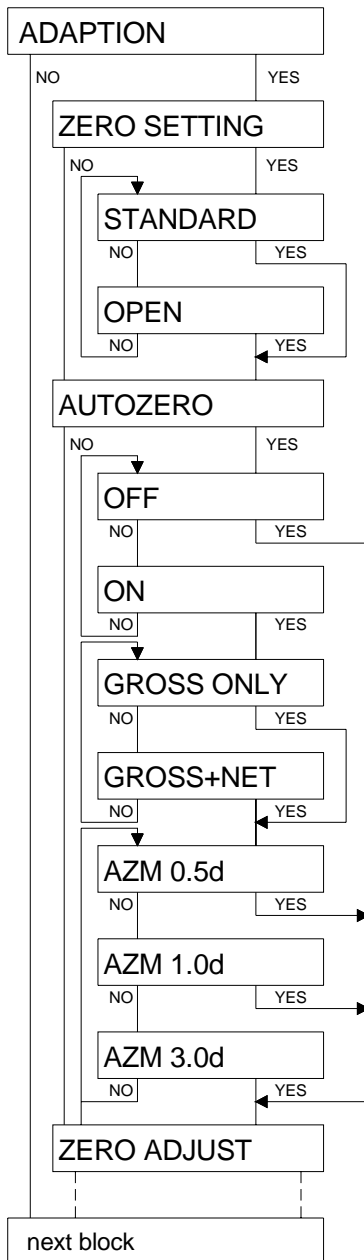 ADAPTION
NO YES
ZERO SETTING
NO YES
STANDARD
NO YES
OPEN
NO YES
AUTOZERO
NO YES
OFF
NO YES
ON
NO YES
GROSS ONLY
NO YES
GROSS+NET
NO YES
AZM 0.5d
NO YES
AZM 1.0d
NO YES
AZM 3.0d
NO YES
ZERO ADJUST
next block